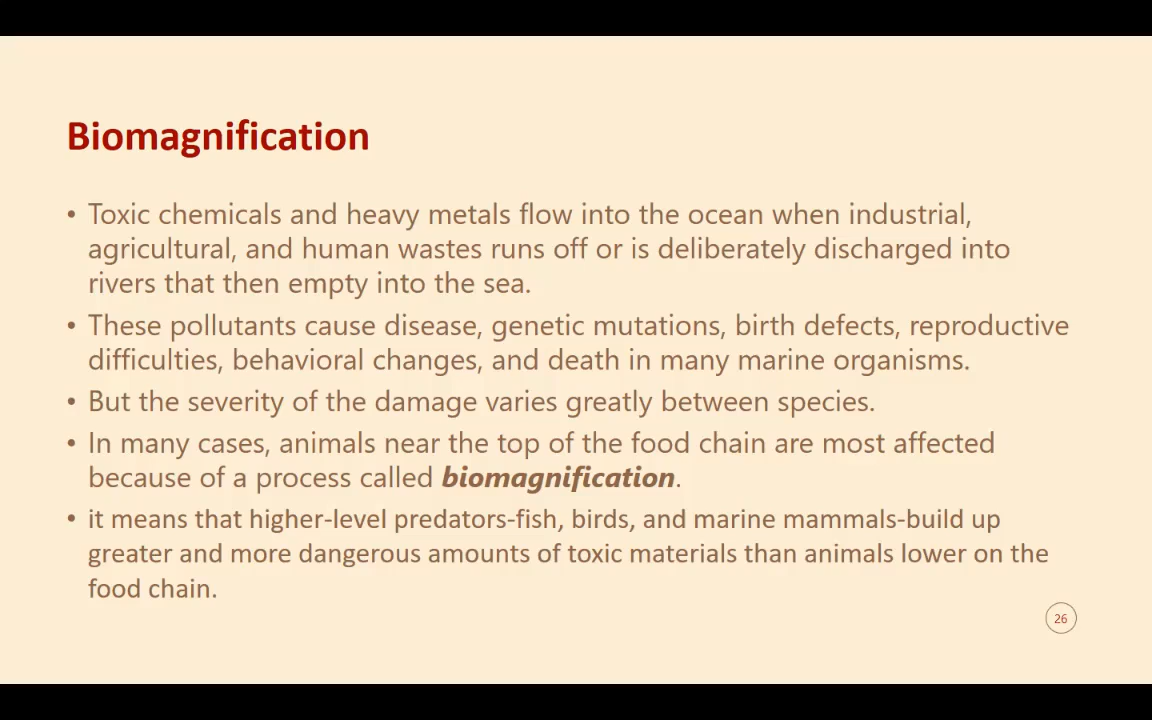 Biomagnification
• Toxic chemicals and heavy metals flow into the ocean when industrial,
agricultural, and human wastes runs off or is deliberately discharged into
rivers that then empty into the sea.
• These pollutants cause disease, genetic mutations, birth defects, reproductive
difficulties, behavioral changes, and death in many marine organisms.
• But the severity of the damage varies greatly between species.
• In many cases, animals near the top of the food chain are most affected
because of a process called biomagnification.
• it means that higher-level predators-fish, birds, and marine mammals-build up
greater and more dangerous amounts of toxic materials than animals lower on the
food chain.
26